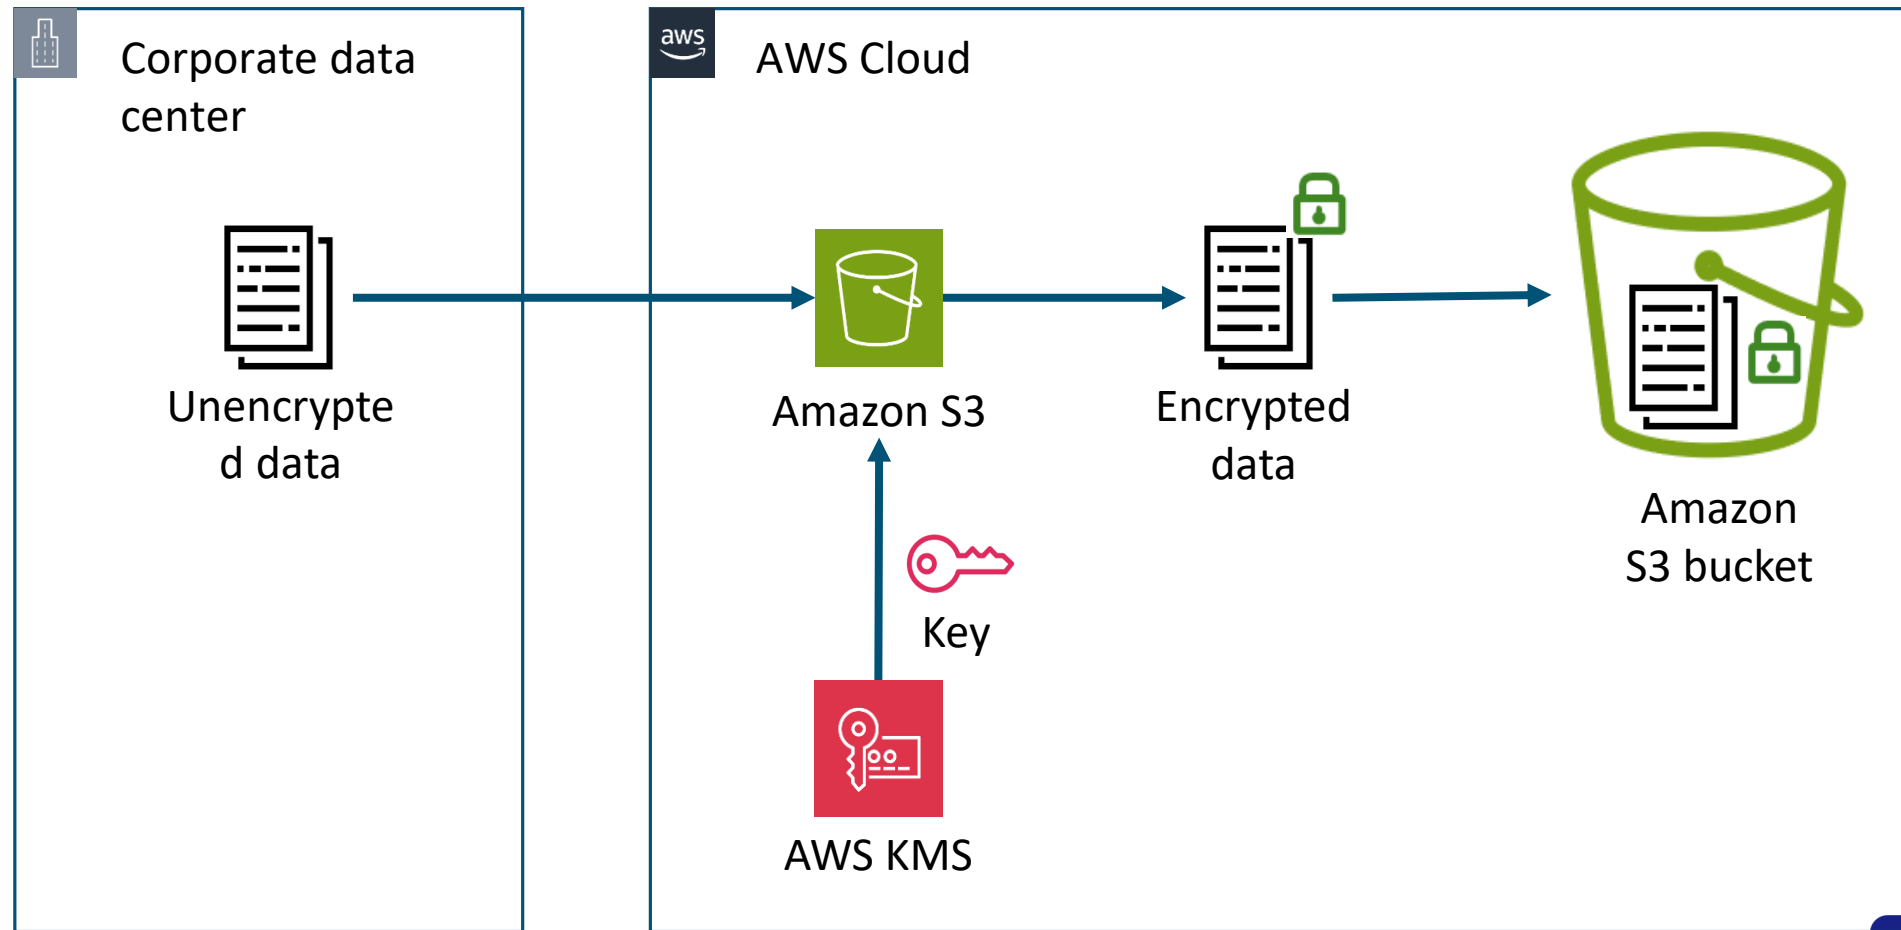 Corporate data
center
aws
AWS Cloud
Unencrypte
d data
Amazon S3
Encrypted
data
Amazon
S3 bucket
Key
AWS KMS